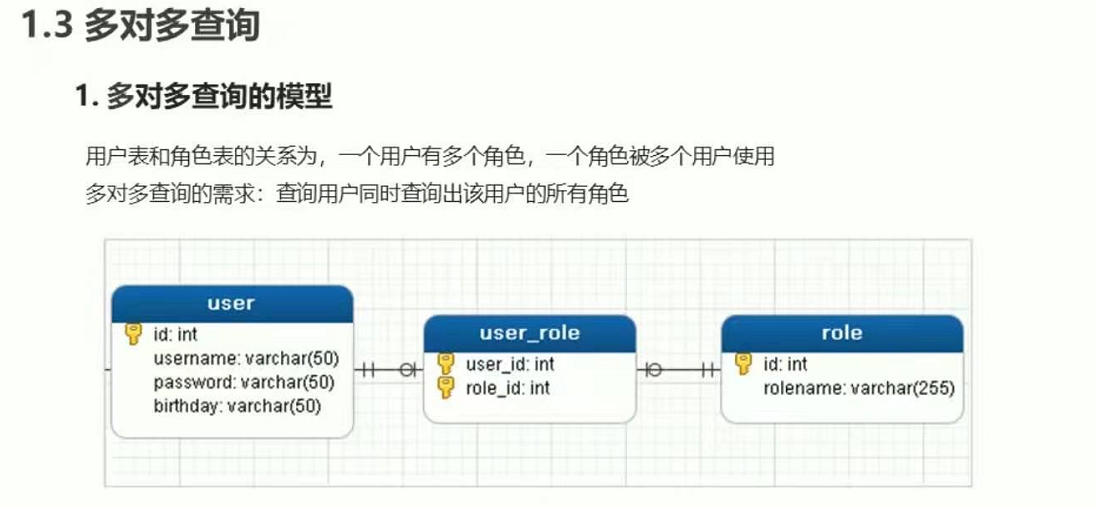 1.3 多对多查询
1. 多对多查询的模型
用户表和角色表的关系为，一个用户有多个角色，一个角色被多个用户使用
多对多查询的需求：查询用户同时查询出该用户的所有角色
user
id: int
username: varchar(50)
password: varchar(50)
birthday: varchar(50)
user_role
user_id: int
role_id: int
role
id: int
rolename: varchar(255)